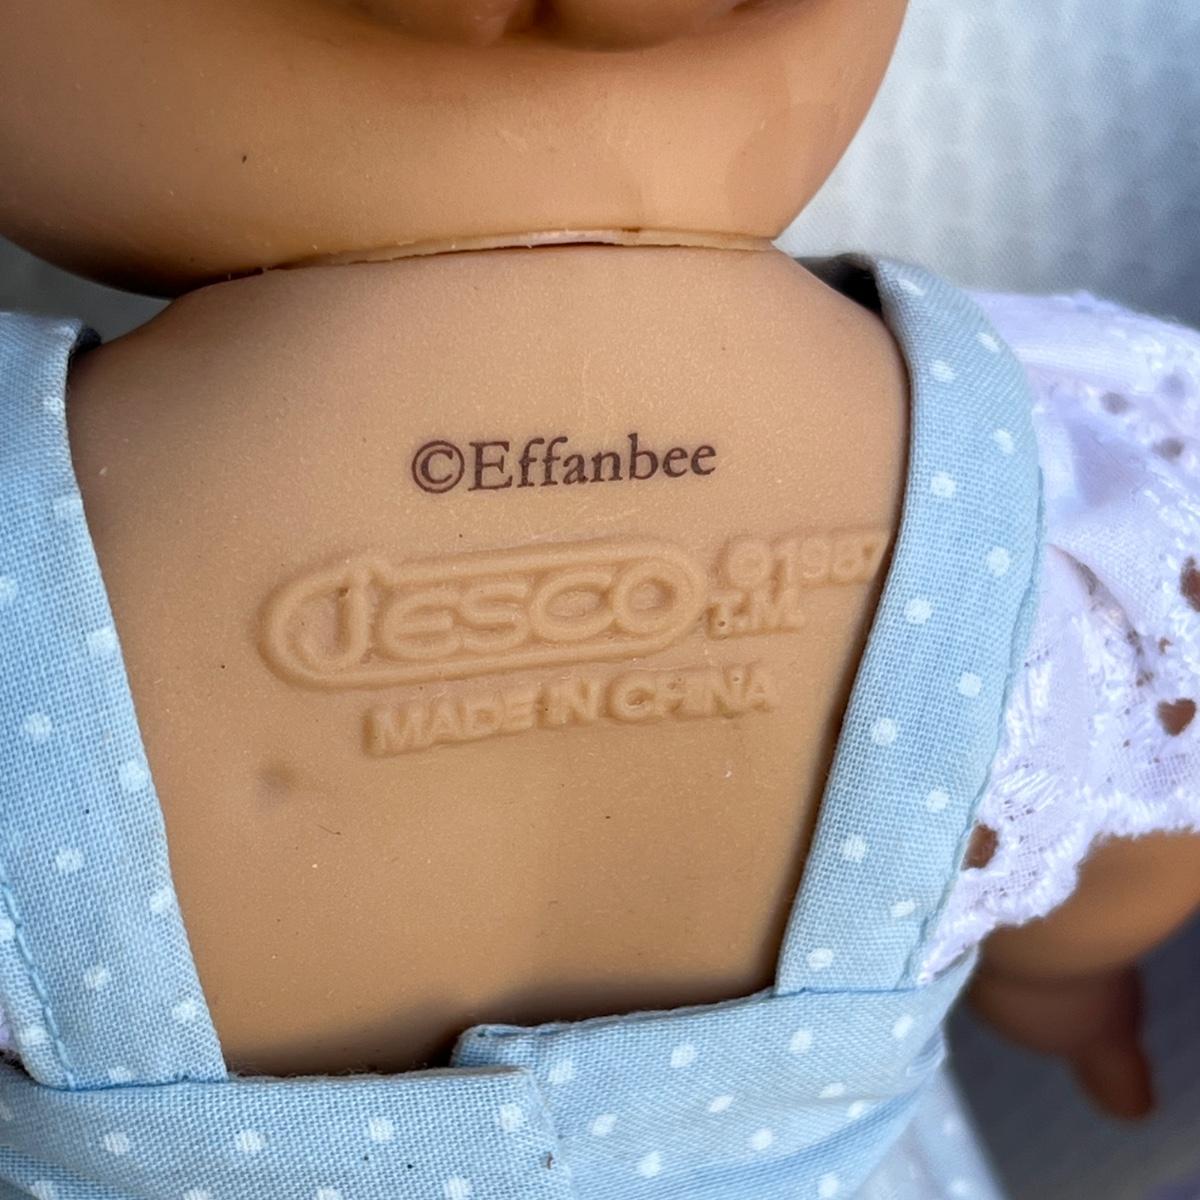 ©Effanbee
JESCO ©1987
T.M.
MADE IN CHINA